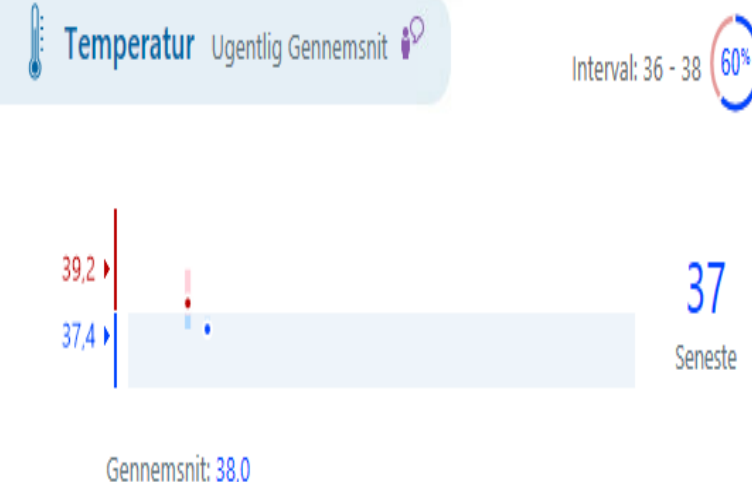 Temperatur Ugentlig Gennemsnit
Interval: 36 - 38 60%
39,2
37,4
37
Seneste
Gennemsnit: 38,0